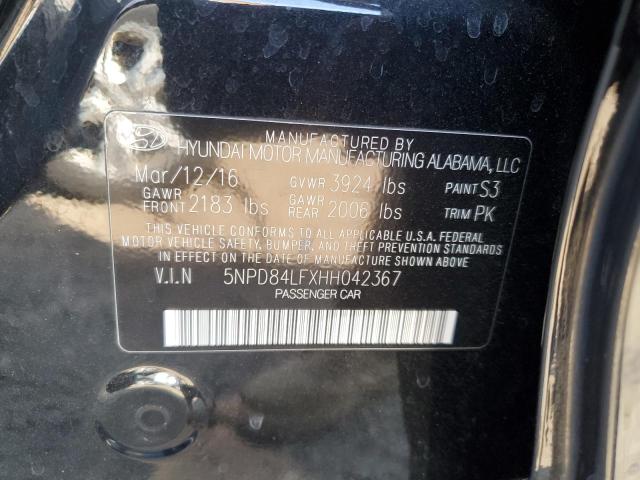 MANUFACTURED BY
HYUNDAI MOTOR MANUFACTURING ALABAMA, LLC
Mar/12/16 GVWR 3924 lbs PAINT S3
GAWR FRONT 2183 lbs GAWR REAR 2006 lbs TRIM PK
THIS VEHICLE CONFORMS TO ALL APPLICABLE U.S.A. FEDERAL
MOTOR VEHICLE SAFETY, BUMPER, AND THEFT PREVENTION STANDARDS
IN EFFECT ON THE DATE OF MANUFACTURE SHOWN ABOVE
V.I.N 5NPD84LFXHH042367
PASSENGER CAR